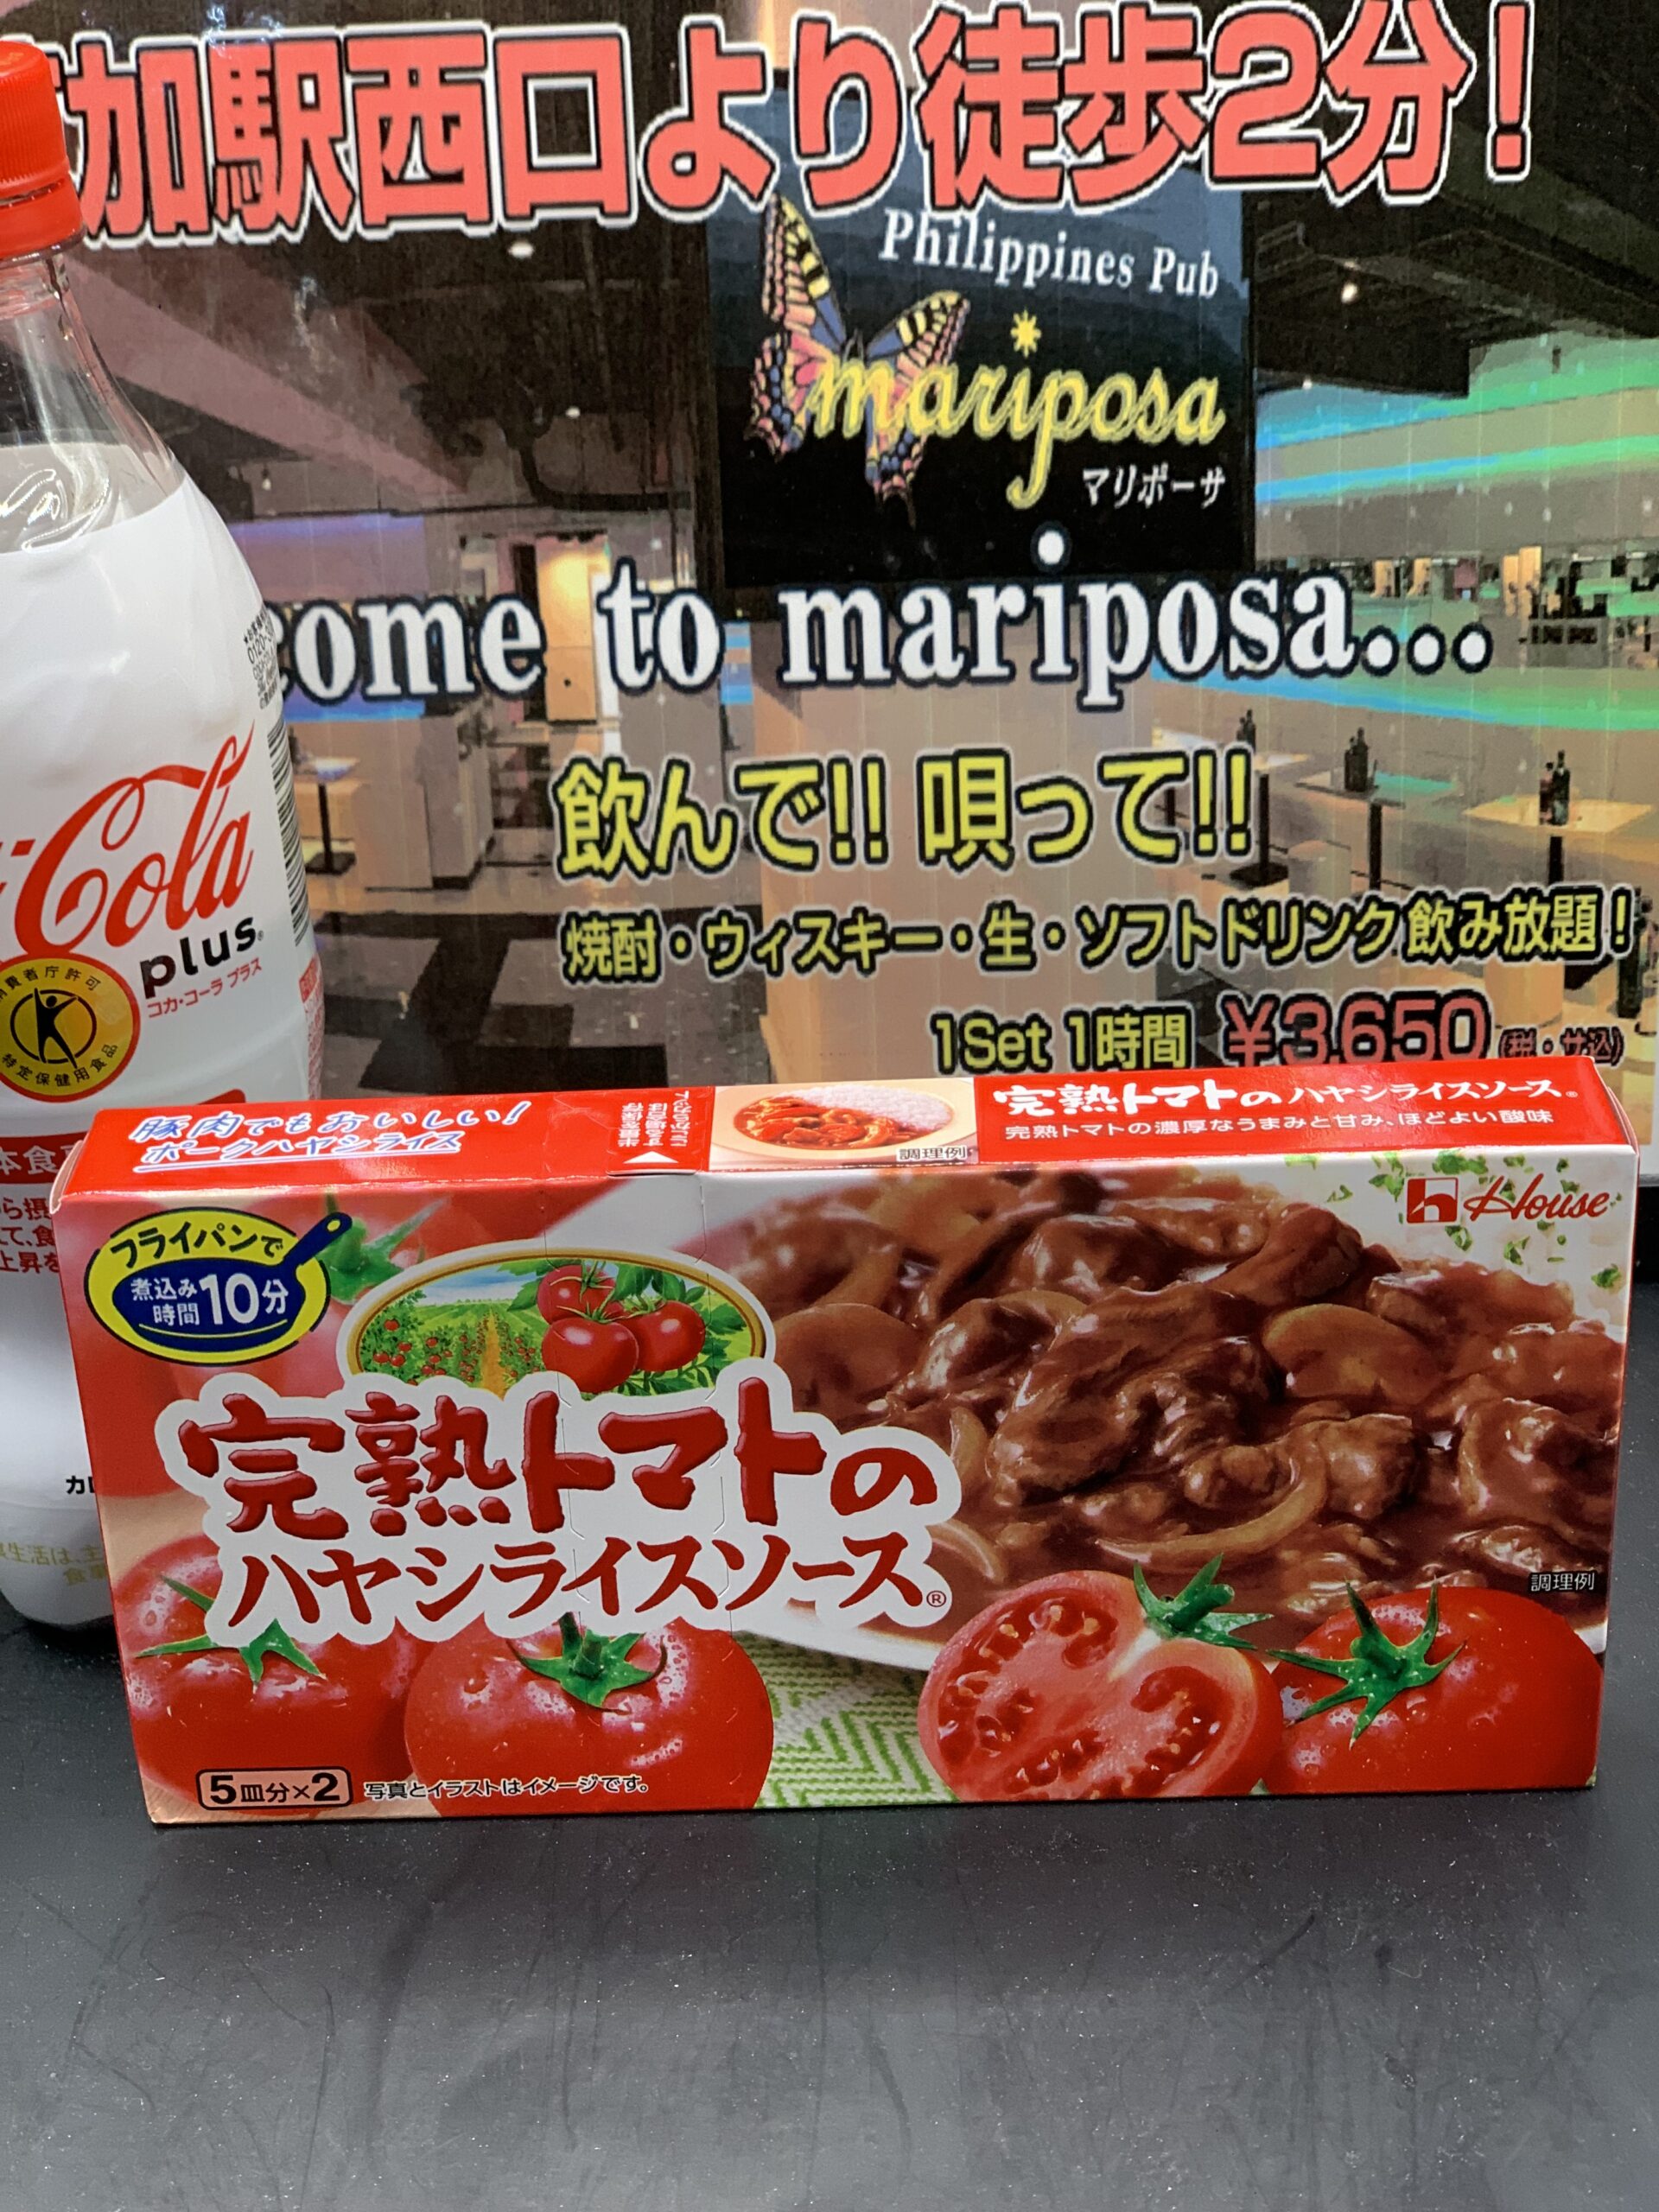 加駅西口より徒歩2分!
Philippines Pub
mariposa
マリポーサ
come to mariposa...
飲んで!! 唄って!!
焼酎・ウィスキー・生・ソフトドリンク 飲み放題!
1Set 1時間 ¥3,650 (税・サ込)
Cola
plus
コカ・コーラ プラス
消費者庁許可
特定保健用食品
豚肉でもおいしい!
ポークハヤシライス
調理例
完熟トマトのハヤシライスソース®
完熟トマトの濃厚なうまみと甘み、ほどよい酸味
House
フライパンで
煮込み時間10分
完熟トマトの
ハヤシライスソース®
調理例
5皿分×2
写真とイラストはイメージです。